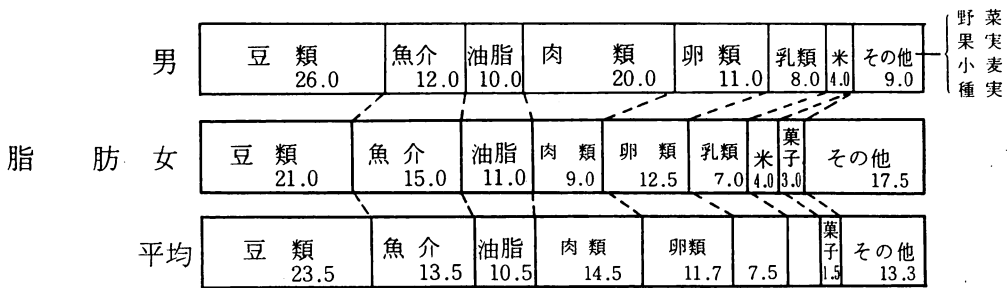 男
豆類 26.0
魚介 12.0
油脂 10.0
肉類 20.0
卵類 11.0
乳類 8.0
米 4.0
その他 9.0
野菜
果実
小麦
種実
脂肪
女
豆類 21.0
魚介 15.0
油脂 11.0
肉類 9.0
卵類 12.5
乳類 7.0
米 4.0
菓子 3.0
その他 17.5
平均
豆類 23.5
魚介 13.5
油脂 10.5
肉類 14.5
卵類 11.7
7.5
菓子 1.5
その他 13.3